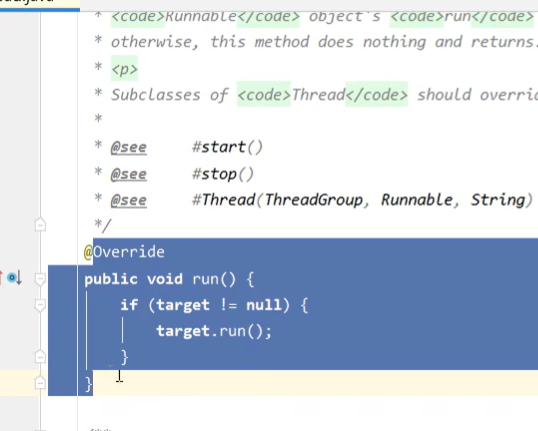 * <code>Runnable</code> object's <code>run</code>
* otherwise, this method does nothing and returns.
* <p>
* Subclasses of <code>Thread</code> should overri
*
* @see #start()
* @see #stop()
* @see #Thread(ThreadGroup, Runnable, String)
*/
@Override
public void run() {
if (target != null) {
target.run();
}
}